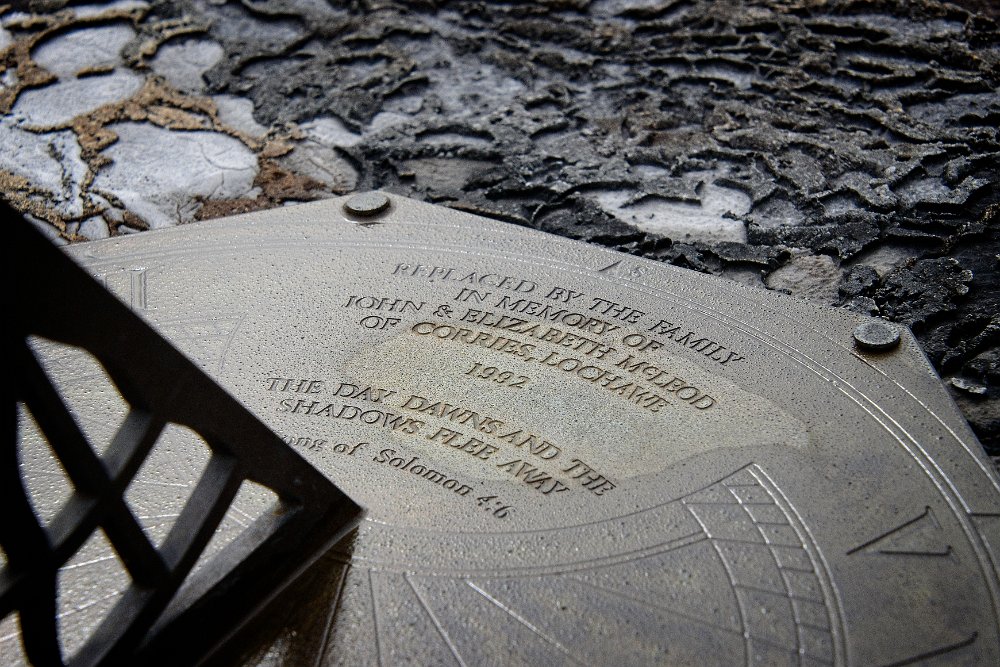 REPLACED BY THE FAMILY
IN MEMORY OF
JOHN & ELIZABETH McLEOD
OF CORRIES, LOCHAWE
1992
THE DAY DAWNS AND THE
SHADOWS FLEE AWAY
of Solomon 4:6
I
V